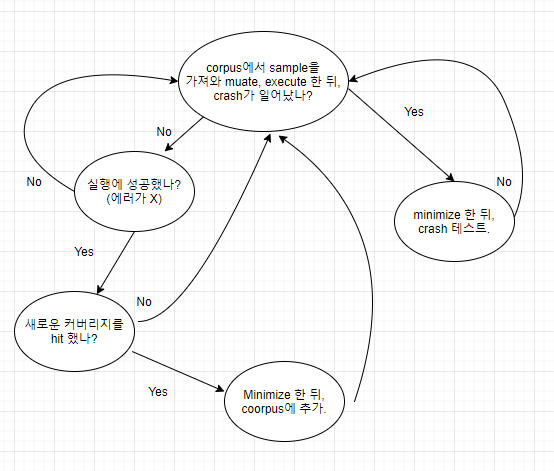 corpus에서 sample을
가져와 muate, execute 한 뒤,
crash가 일어났나?
Yes
No
실행에 성공했나?
(에러가 X)
No
No
minimize 한 뒤,
crash 테스트.
Yes
No
새로운 커버리지를
hit 했나?
Yes
Minimize 한 뒤,
coorpus에 추가.